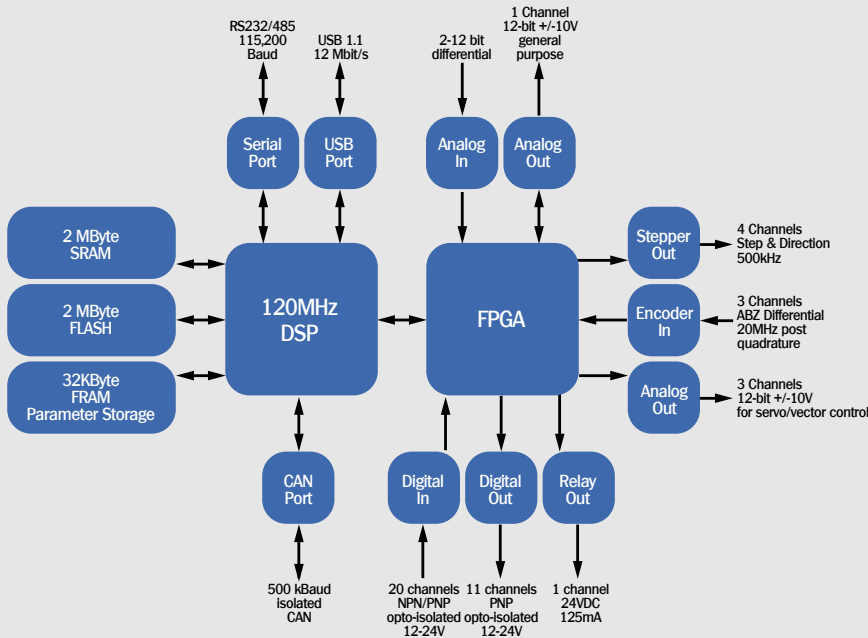 RS232/485
115,200
Baud
USB 1.1
12 Mbit/s
2-12 bit
differential
1 Channel
12-bit +/-10V
general
purpose
Serial
Port
USB
Port
Analog
In
Analog
Out
2 MByte
SRAM
2 MByte
FLASH
32KByte
FRAM
Parameter Storage
120MHz
DSP
FPGA
Stepper
Out
4 Channels
Step & Direction
500kHz
Encoder
In
3 Channels
ABZ Differential
20MHz post
quadrature
Analog
Out
3 Channels
12-bit +/-10V
for servo/vector control
CAN
Port
Digital
In
Digital
Out
Relay
Out
500 kBaud
isolated
CAN
20 channels
NPN/PNP
opto-isolated
12-24V
11 channels
PNP
opto-isolated
12-24V
1 channel
24VDC
125mA